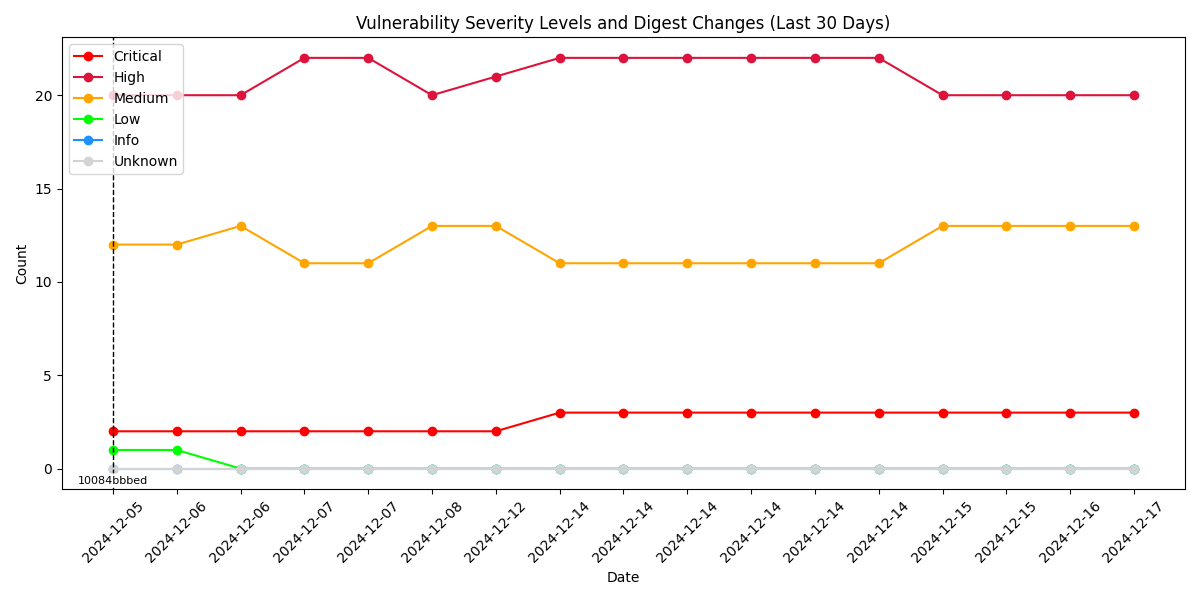 Vulnerability Severity Levels and Digest Changes (Last 30 Days)
Critical
High
Medium
Low
Info
Unknown
Count
20
15
10
5
0
10084bbbed
2024-12-05
2024-12-06
2024-12-06
2024-12-07
2024-12-07
2024-12-08
2024-12-12
2024-12-14
2024-12-14
2024-12-14
2024-12-14
2024-12-14
2024-12-14
2024-12-15
2024-12-15
2024-12-16
2024-12-17
Date